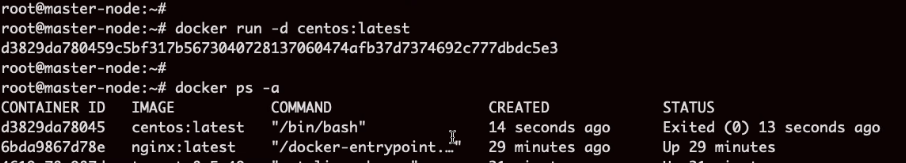 root@master-node:~#
root@master-node:~# docker run -d centos:latest
d3829da780459c5bf317b5673040728137060474afb37d7374692c777dbdc5e3
root@master-node:~#
root@master-node:~# docker ps -a
CONTAINER ID IMAGE COMMAND CREATED STATUS
d3829da78045 centos:latest "/bin/bash" 14 seconds ago Exited (0) 13 seconds ago
6bda9867d78e nginx:latest "/docker-entrypoint.…" 29 minutes ago Up 29 minutes